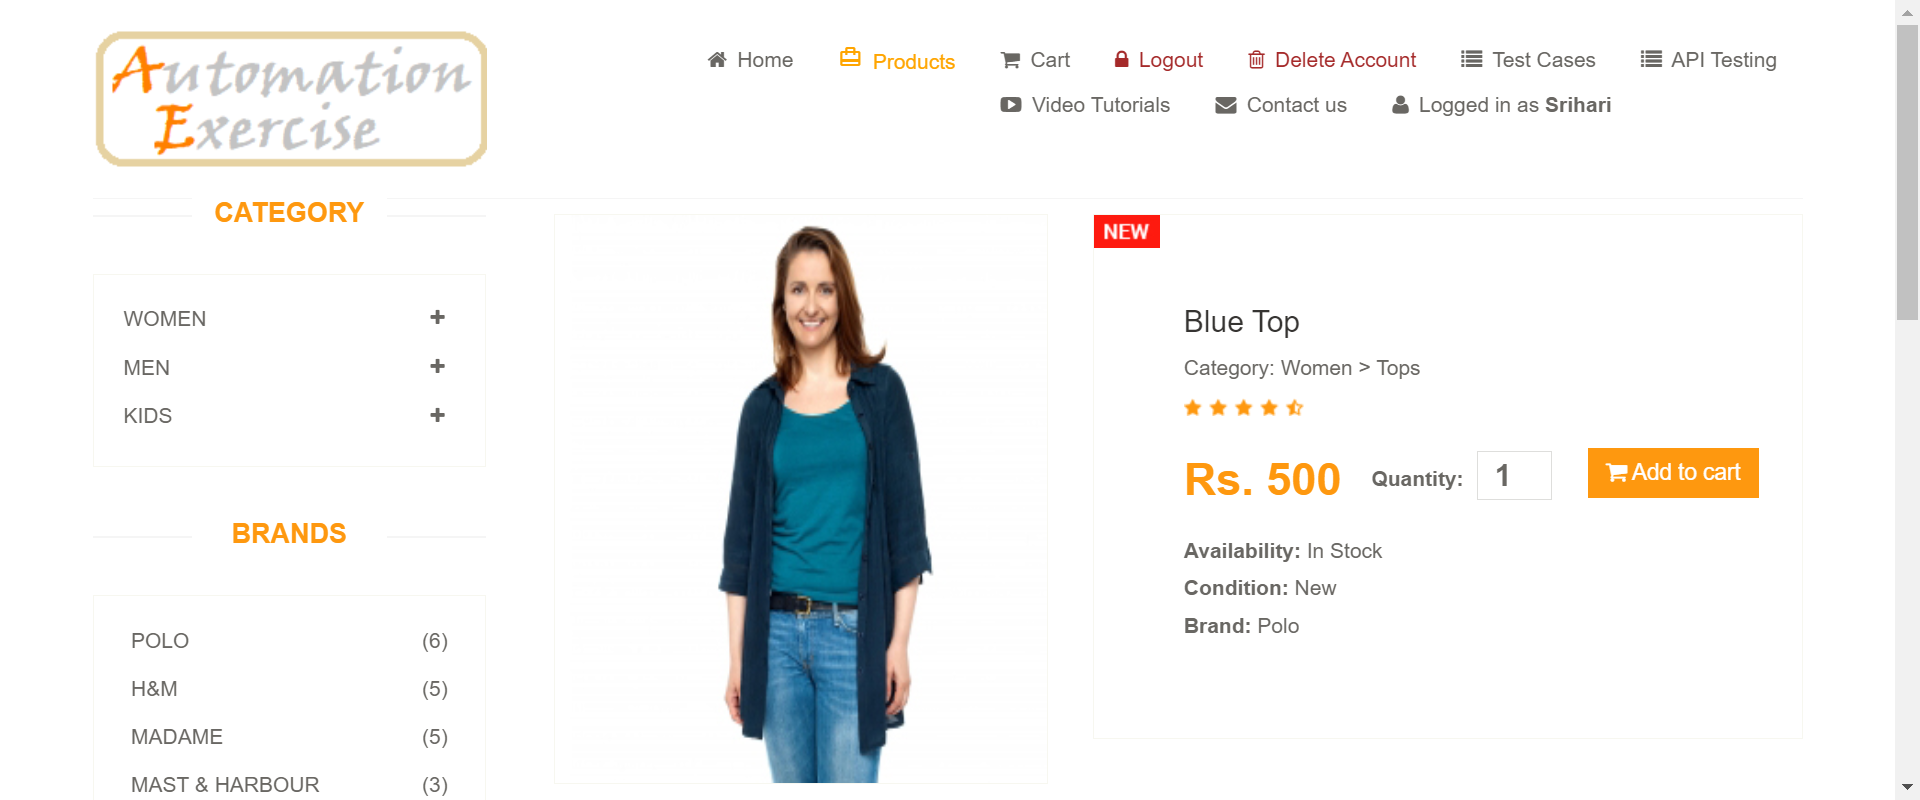 Automation
Exercise
Home
Products
Cart
Logout
Delete Account
Test Cases
API Testing
Video Tutorials
Contact us
Logged in as Srihari
CATEGORY
WOMEN
MEN
KIDS
BRANDS
POLO (6)
H&M (5)
MADAME (5)
MAST & HARBOUR (3)
NEW
Blue Top
Category: Women > Tops
Rs. 500 Quantity: 1 Add to cart
Availability: In Stock
Condition: New
Brand: Polo